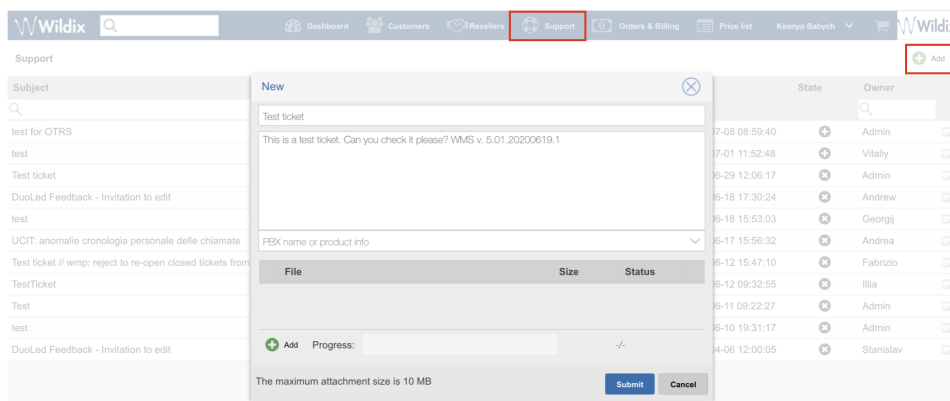 Wildix Dashboard Customers Resellers Support Orders & Billing Price list Ksenya Babych Wildi
Support Add
Subject State Owner
New
Test ticket
This is a test ticket. Can you check it please? WMS v. 5.01.20200619.1
PBX name or product info
File Size Status
Add Progress: -/-
The maximum attachment size is 10 MB Submit Cancel
test for OTRS 7-08 08:59:40 Admin
test 7-01 11:52:48 Vitaliy
Test ticket 6-29 12:06:17 Admin
DuoLed Feedback - Invitation to edit 6-18 17:30:24 Andrew
test 6-18 15:53:03 Georgij
UCIT: anomalie cronologia personale delle chiamate 6-17 15:56:32 Andrea
Test ticket // wmp: reject to re-open closed tickets from 6-12 15:47:10 Fabrizio
TestTicket 6-12 09:32:55 Illia
Test 6-11 09:22:27 Admin
test 6-10 19:31:17 Admin
DuoLed Feedback - Invitation to edit 4-06 12:00:05 Stanislav